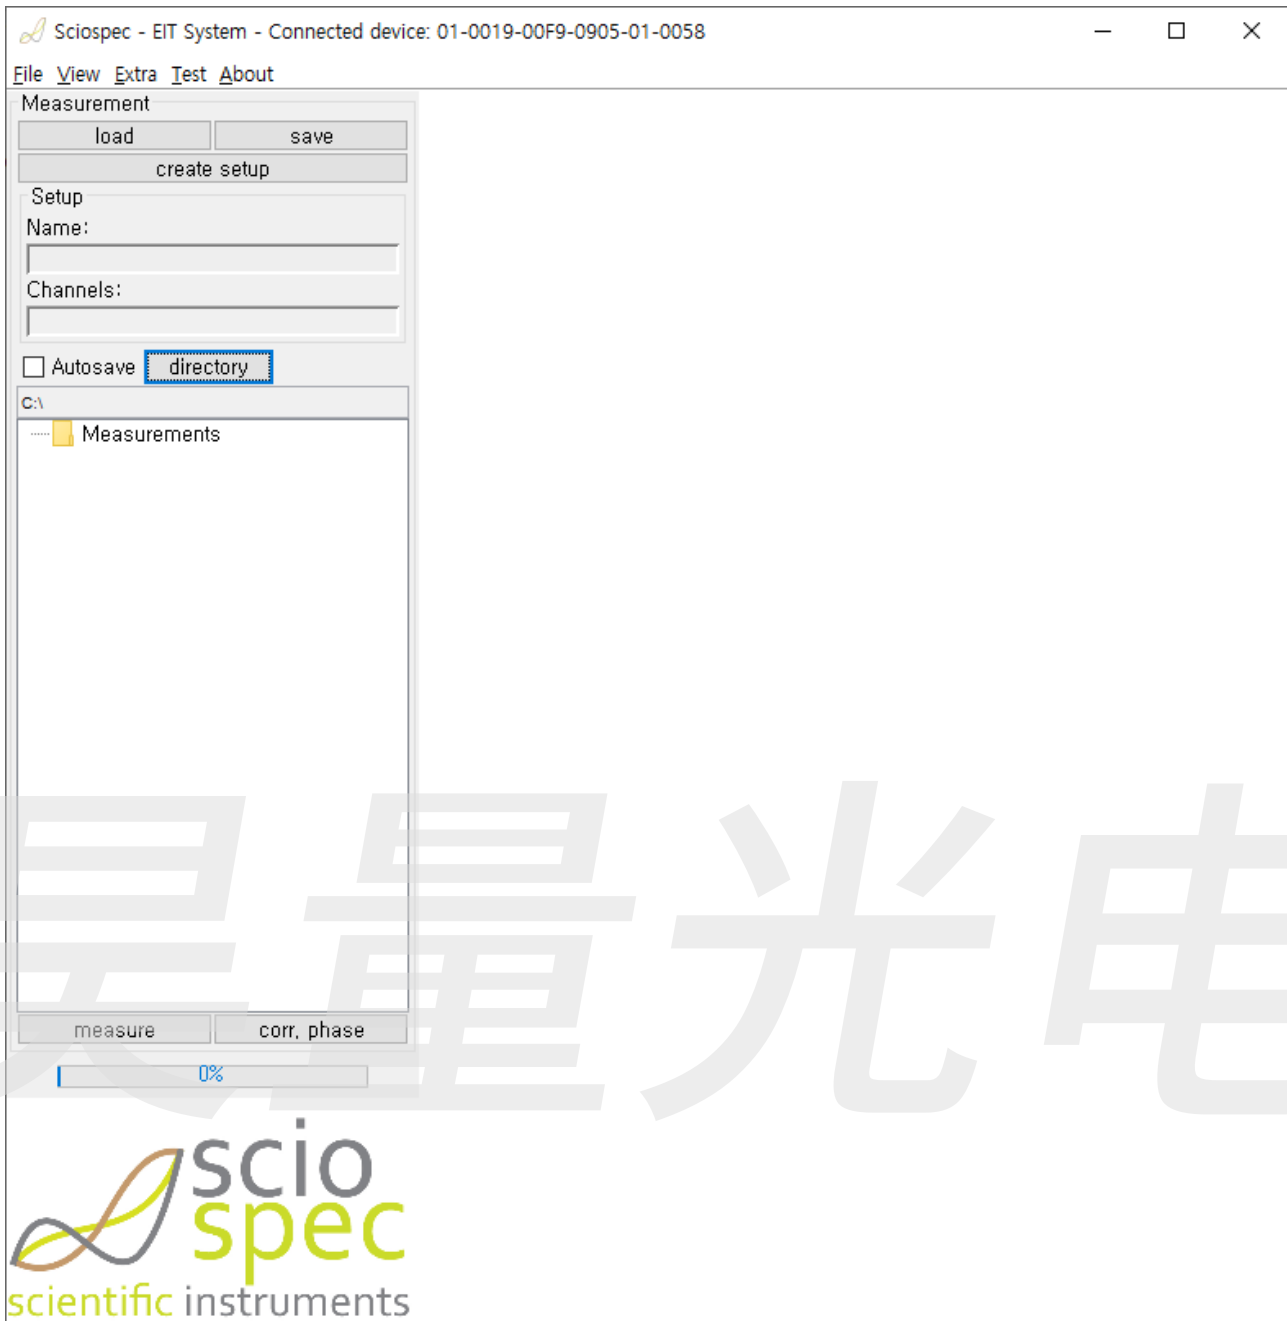 Sciospec - EIT System - Connected device: 01-0019-00F9-0905-01-0058
File View Extra Test About
Measurement
load save
create setup
Setup
Name:
Channels:
Autosave directory
C:\
Measurements
measure corr, phase
0%
昊量光电
scio
spec
scientific instruments